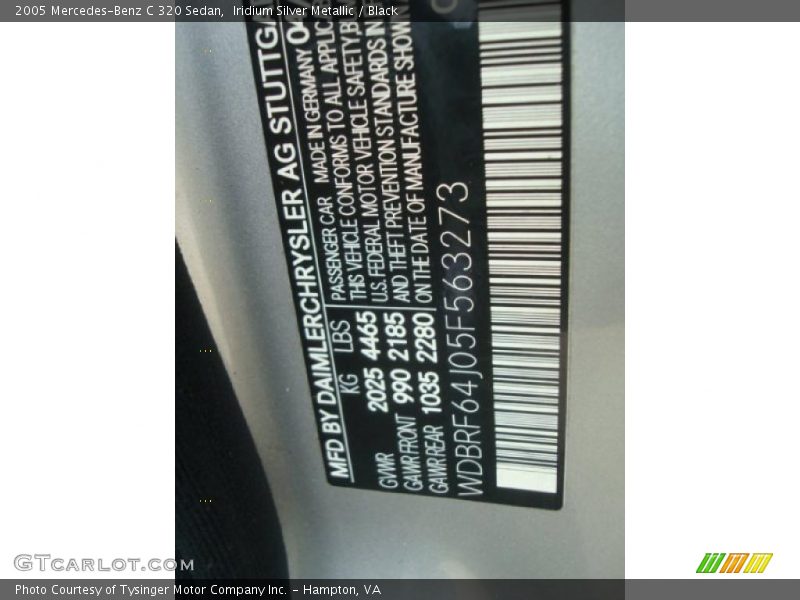 2005 Mercedes-Benz C 320 Sedan,  Iridium Silver Metallic / Black
MFD BY DAIMLERCHRYSLER AG STUTTGA
KG LBS
GVWR 2025 4465
GAWR FRONT 990 2185
GAWR REAR 1035 2280
PASSENGER CAR MADE IN GERMANY 04
THIS VEHICLE CONFORMS TO ALL APPLIC
U.S. FEDERAL MOTOR VEHICLE SAFETY,B
AND THEFT PREVENTION STANDARDS IN
ON THE DATE OF MANUFACTURE SHOW
WDBRF64J05F563273
GTcarlot.com
Photo Courtesy of Tysinger Motor Company Inc. - Hampton, VA